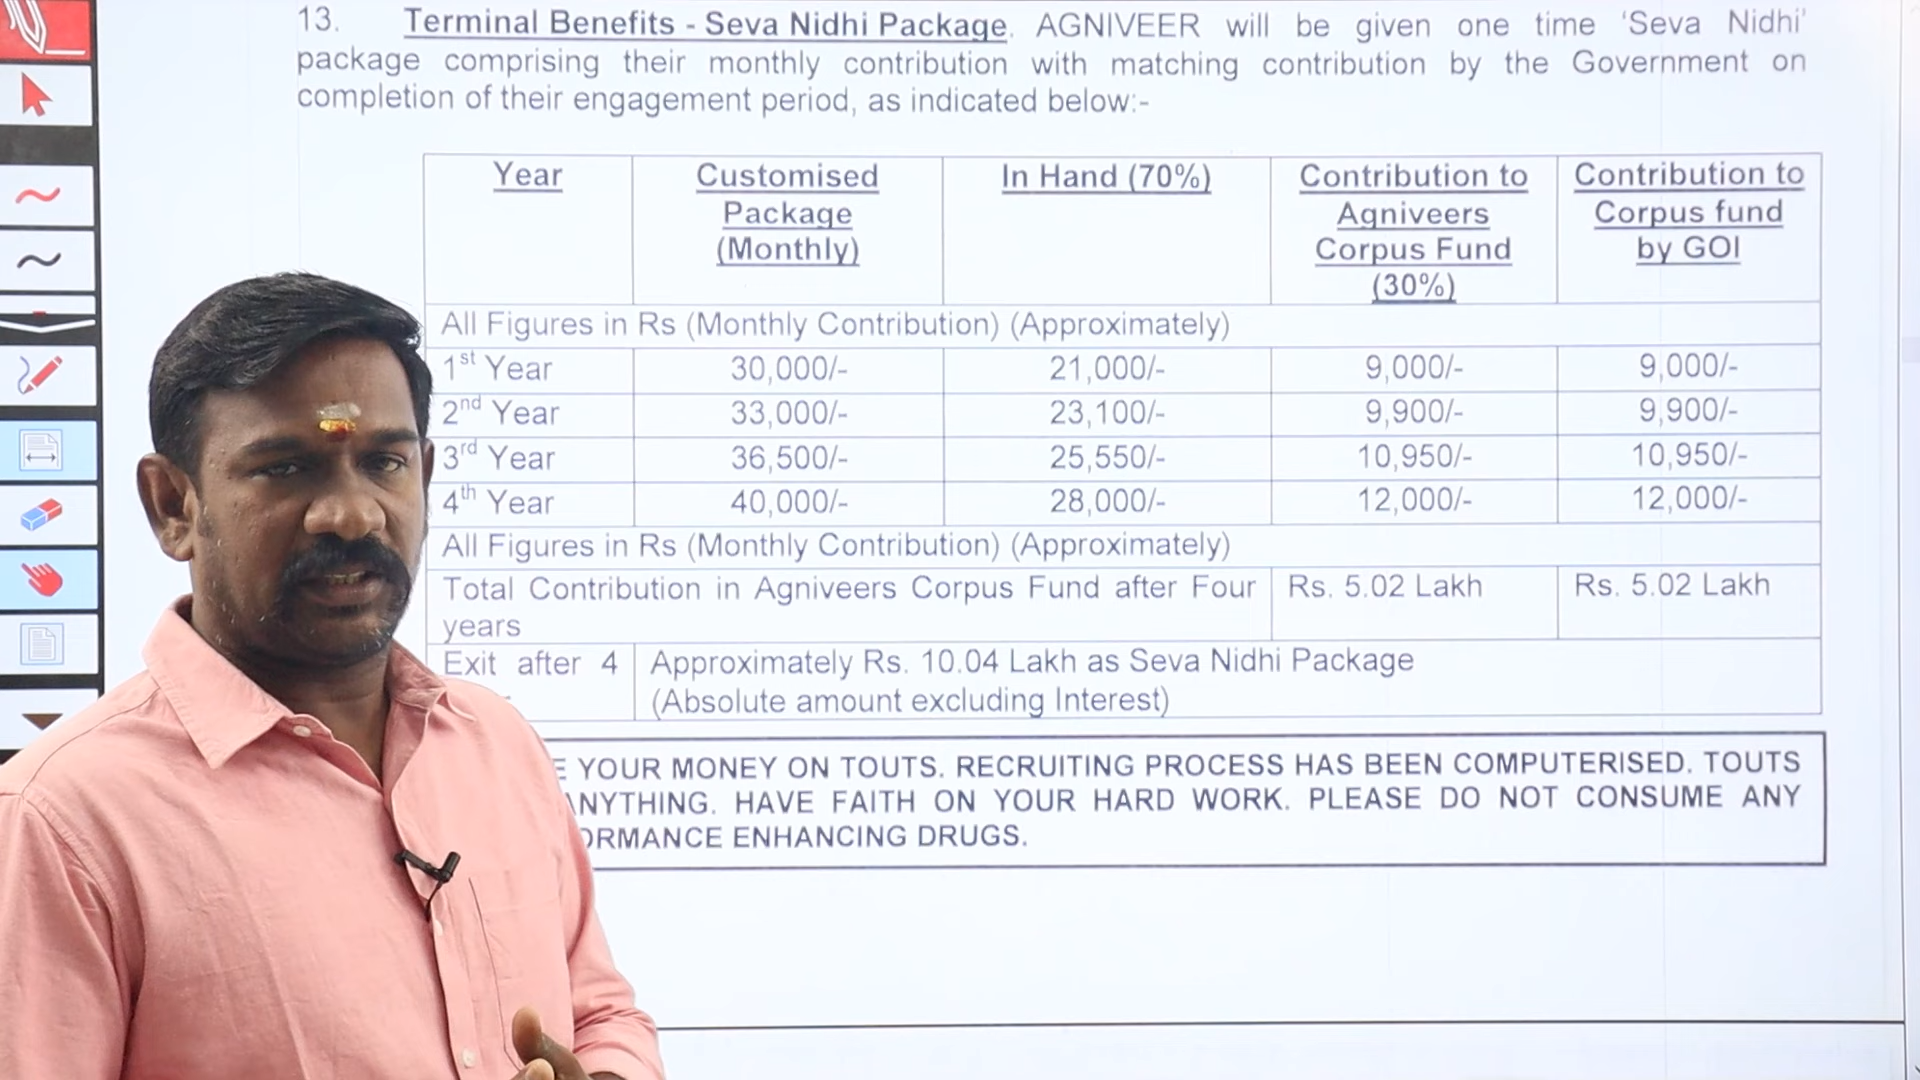 13. Terminal Benefits - Seva Nidhi Package. AGNIVEER will be given one time 'Seva Nidhi'
package comprising their monthly contribution with matching contribution by the Government on
completion of their engagement period, as indicated below:-
Year Customised Package (Monthly) In Hand (70%) Contribution to Agniveers Corpus Fund (30%) Contribution to Corpus fund by GOI
All Figures in Rs (Monthly Contribution) (Approximately)
1st Year 30,000/- 21,000/- 9,000/- 9,000/-
2nd Year 33,000/- 23,100/- 9,900/- 9,900/-
3rd Year 36,500/- 25,550/- 10,950/- 10,950/-
4th Year 40,000/- 28,000/- 12,000/- 12,000/-
All Figures in Rs (Monthly Contribution) (Approximately)
Total Contribution in Agniveers Corpus Fund after Four Rs. 5.02 Lakh Rs. 5.02 Lakh
years
Exit after 4 Approximately Rs. 10.04 Lakh as Seva Nidhi Package
(Absolute amount excluding Interest)
YOUR MONEY ON TOUTS. RECRUITING PROCESS HAS BEEN COMPUTERISED. TOUTS
ANYTHING. HAVE FAITH ON YOUR HARD WORK. PLEASE DO NOT CONSUME ANY
ENHANCING DRUGS.